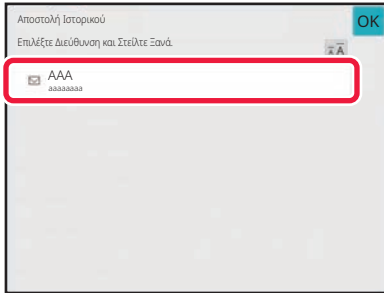 Αποστολή Ιστορικού
OK
Επιλέξτε Διεύθυνση και Στείλτε Ξανά.
AAA
aaaaaaaa